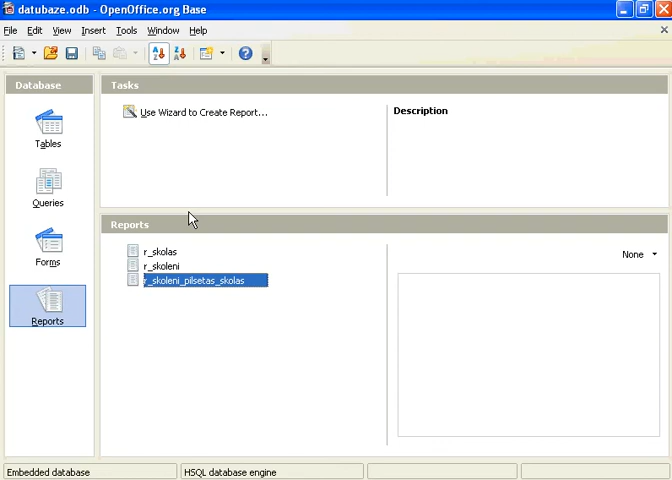 datubaze.odb - OpenOffice.org Base
File Edit View Insert Tools Window Help
Database
Tasks
Use Wizard to Create Report...
Description
Tables
Queries
Forms
Reports
Reports
r_skolas
r_skoleni
r_skoleni_pilsetas_skolas
None
Embedded database
HSQL database engine